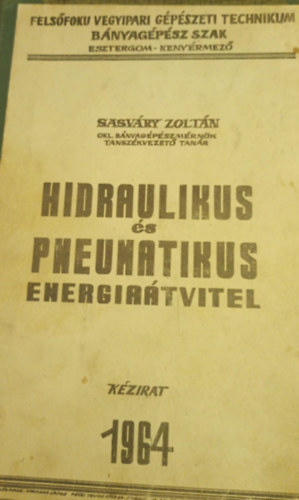 FELSŐFOKU VEGYIPARI GÉPÉSZETI TECHNIKUM
BÁNYAGÉPÉSZ SZAK
ESZTERGOM - KENYÉRMEZŐ
SASVÁRY ZOLTÁN
OKL. BÁNYAGÉPÉSZMÉRNÖK
TANSZÉKVEZETŐ TANÁR
HIDRAULIKUS
és
PNEUMATIKUS
ENERGIAÁTVITEL
KÉZIRAT
1964